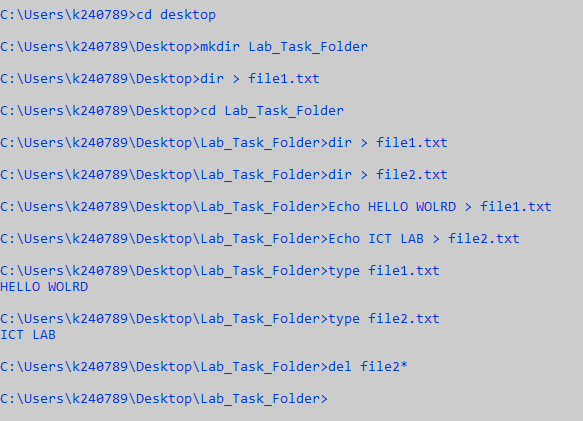 C:\Users\k240789>cd desktop
C:\Users\k240789\Desktop>mkdir Lab_Task_Folder
C:\Users\k240789\Desktop>dir > file1.txt
C:\Users\k240789\Desktop>cd Lab_Task_Folder
C:\Users\k240789\Desktop\Lab_Task_Folder>dir > file1.txt
C:\Users\k240789\Desktop\Lab_Task_Folder>dir > file2.txt
C:\Users\k240789\Desktop\Lab_Task_Folder>Echo HELLO WOLRD > file1.txt
C:\Users\k240789\Desktop\Lab_Task_Folder>Echo ICT LAB > file2.txt
C:\Users\k240789\Desktop\Lab_Task_Folder>type file1.txt
HELLO WOLRD
C:\Users\k240789\Desktop\Lab_Task_Folder>type file2.txt
ICT LAB
C:\Users\k240789\Desktop\Lab_Task_Folder>del file2*
C:\Users\k240789\Desktop\Lab_Task_Folder>